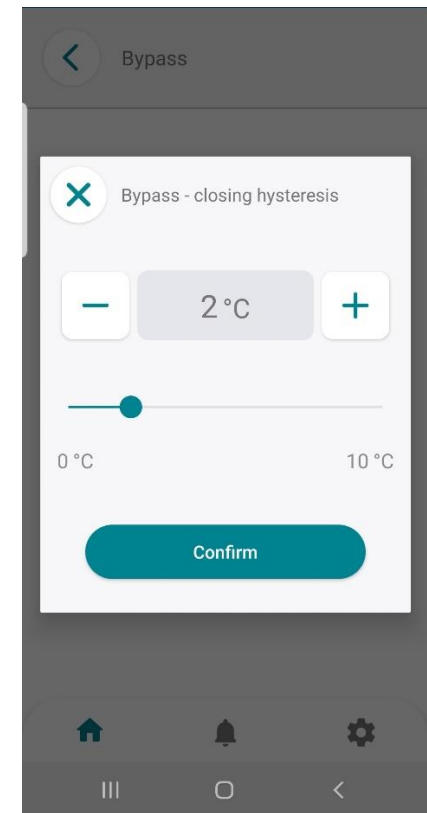 Bypass
Bypass - closing hysteresis
2 °C
0 °C
10 °C
Confirm